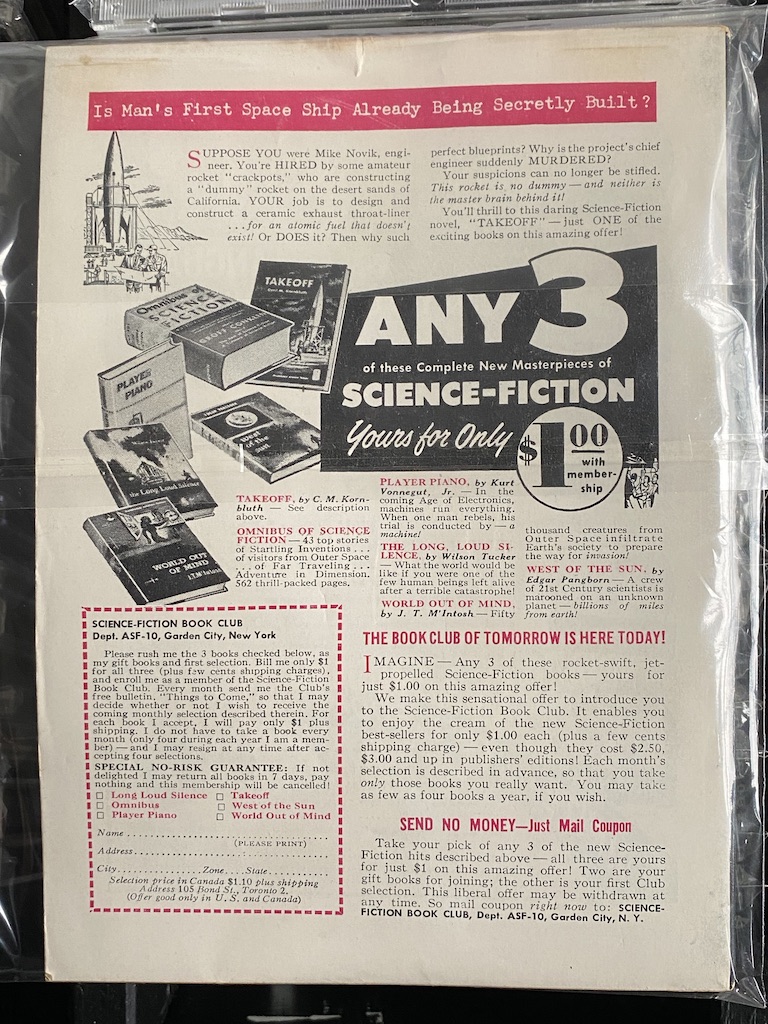 Is Man's First Space Ship Already Being Secretly Built?
SUPPOSE YOU were Mike Novik, engi-
neer. You're HIRED by some amateur
rocket "crackpots," who are constructing
a "dummy" rocket on the desert sands of
California. YOUR job is to design and
construct a ceramic exhaust throat-liner
...for an atomic fuel that doesn't
exist! Or DOES it? Then why such
perfect blueprints? Why is the project's chief
engineer suddenly MURDERED?
Your suspicions can no longer be stifled.
This rocket is no dummy — and neither is
the master brain behind it!
You'll thrill to this daring Science-Fiction
novel, "TAKEOFF" — just ONE of the
exciting books on this amazing offer!
TAKEOFF
Omnibus of
SCIENCE
FICTION
GROFF CONKLIN
PLAYER
PIANO
West
of the
sun
the Long Loud Silence
WORLD OUT
OF MIND
J.T. M'Intosh
ANY 3
of these Complete New Masterpieces of
SCIENCE-FICTION
Yours for Only
$1.00
with
member-
ship
TAKEOFF, by C. M. Korn-
bluth — See description
above.
OMNIBUS OF SCIENCE
FICTION — 43 top stories
of Startling Inventions...
of visitors from Outer Space
... of Far Traveling...
Adventure in Dimension.
562 thrill-packed pages.
PLAYER PIANO, by Kurt
Vonnegut, Jr. — In the
coming Age of Electronics,
machines run everything.
When one man rebels, his
trial is conducted by — a
machine!
THE LONG, LOUD SI-
LENCE, by Wilson Tucker
— What the world would be
like if you were one of the
few human beings left alive
after a terrible catastrophe!
WORLD OUT OF MIND,
by J. T. M'Intosh — Fifty
thousand creatures from
Outer Space infiltrate
Earth's society to prepare
the way for invasion!
WEST OF THE SUN, by
Edgar Pangborn — A crew
of 21st Century scientists is
marooned on an unknown
planet — billions of miles
from earth!
SCIENCE-FICTION BOOK CLUB
Dept. ASF-10, Garden City, New York
Please rush me the 3 books checked below, as
my gift books and first selection. Bill me only $1
for all three (plus few cents shipping charges),
and enroll me as a member of the Science-Fiction
Book Club. Every month send me the Club's
free bulletin, "Things to Come," so that I may
decide whether or not I wish to receive the
coming monthly selection described therein. For
each book I accept, I will pay only $1 plus
shipping. I do not have to take a book every
month (only four during each year I am a mem-
ber) — and I may resign at any time after ac-
cepting four selections.
SPECIAL NO-RISK GUARANTEE: If not
delighted I may return all books in 7 days, pay
nothing and this membership will be cancelled!
□ Long Loud Silence □ Takeoff
□ Omnibus □ West of the Sun
□ Player Piano □ World Out of Mind
Name
(PLEASE PRINT)
Address
City Zone State
Selection price in Canada $1.10 plus shipping
Address 105 Bond St., Toronto 2.
(Offer good only in U. S. and Canada)
THE BOOK CLUB OF TOMORROW IS HERE TODAY!
IMAGINE — Any 3 of these rocket-swift, jet-
propelled Science-Fiction books — yours for
just $1.00 on this amazing offer!
We make this sensational offer to introduce you
to the Science-Fiction Book Club. It enables you
to enjoy the cream of the new Science-Fiction
best-sellers for only $1.00 each (plus a few cents
shipping charge) — even though they cost $2.50,
$3.00 and up in publishers' editions! Each month's
selection is described in advance, so that you take
only those books you really want. You may take
as few as four books a year, if you wish.
SEND NO MONEY—Just Mail Coupon
Take your pick of any 3 of the new Science-
Fiction hits described above — all three are yours
for just $1 on this amazing offer! Two are your
gift books for joining; the other is your first Club
selection. This liberal offer may be withdrawn at
any time. So mail coupon right now to: SCIENCE-
FICTION BOOK CLUB, Dept. ASF-10, Garden City, N. Y.